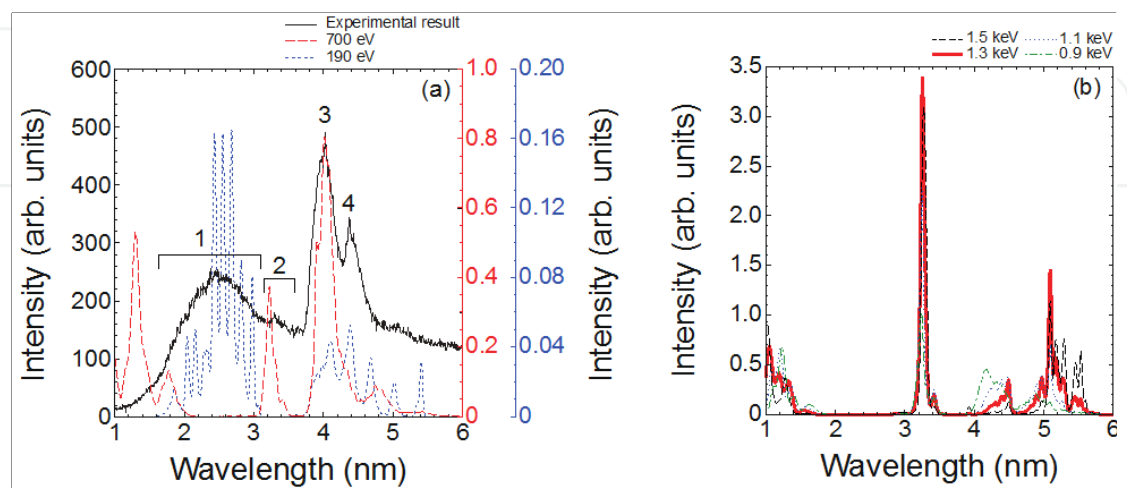 Experimental result
700 eV
190 eV
(a)
600
500
400
300
200
100
0
Intensity (arb. units)
1
2
3
4
1.0
0.8
0.6
0.4
0.2
0
0.20
0.16
0.12
0.08
0.04
0
Intensity (arb. units)
1 2 3 4 5 6
Wavelength (nm)
1.5 keV 1.1 keV
1.3 keV 0.9 keV
(b)
3.5
3.0
2.5
2.0
1.5
1.0
0.5
0.0
Intensity (arb. units)
1 2 3 4 5 6
Wavelength (nm)